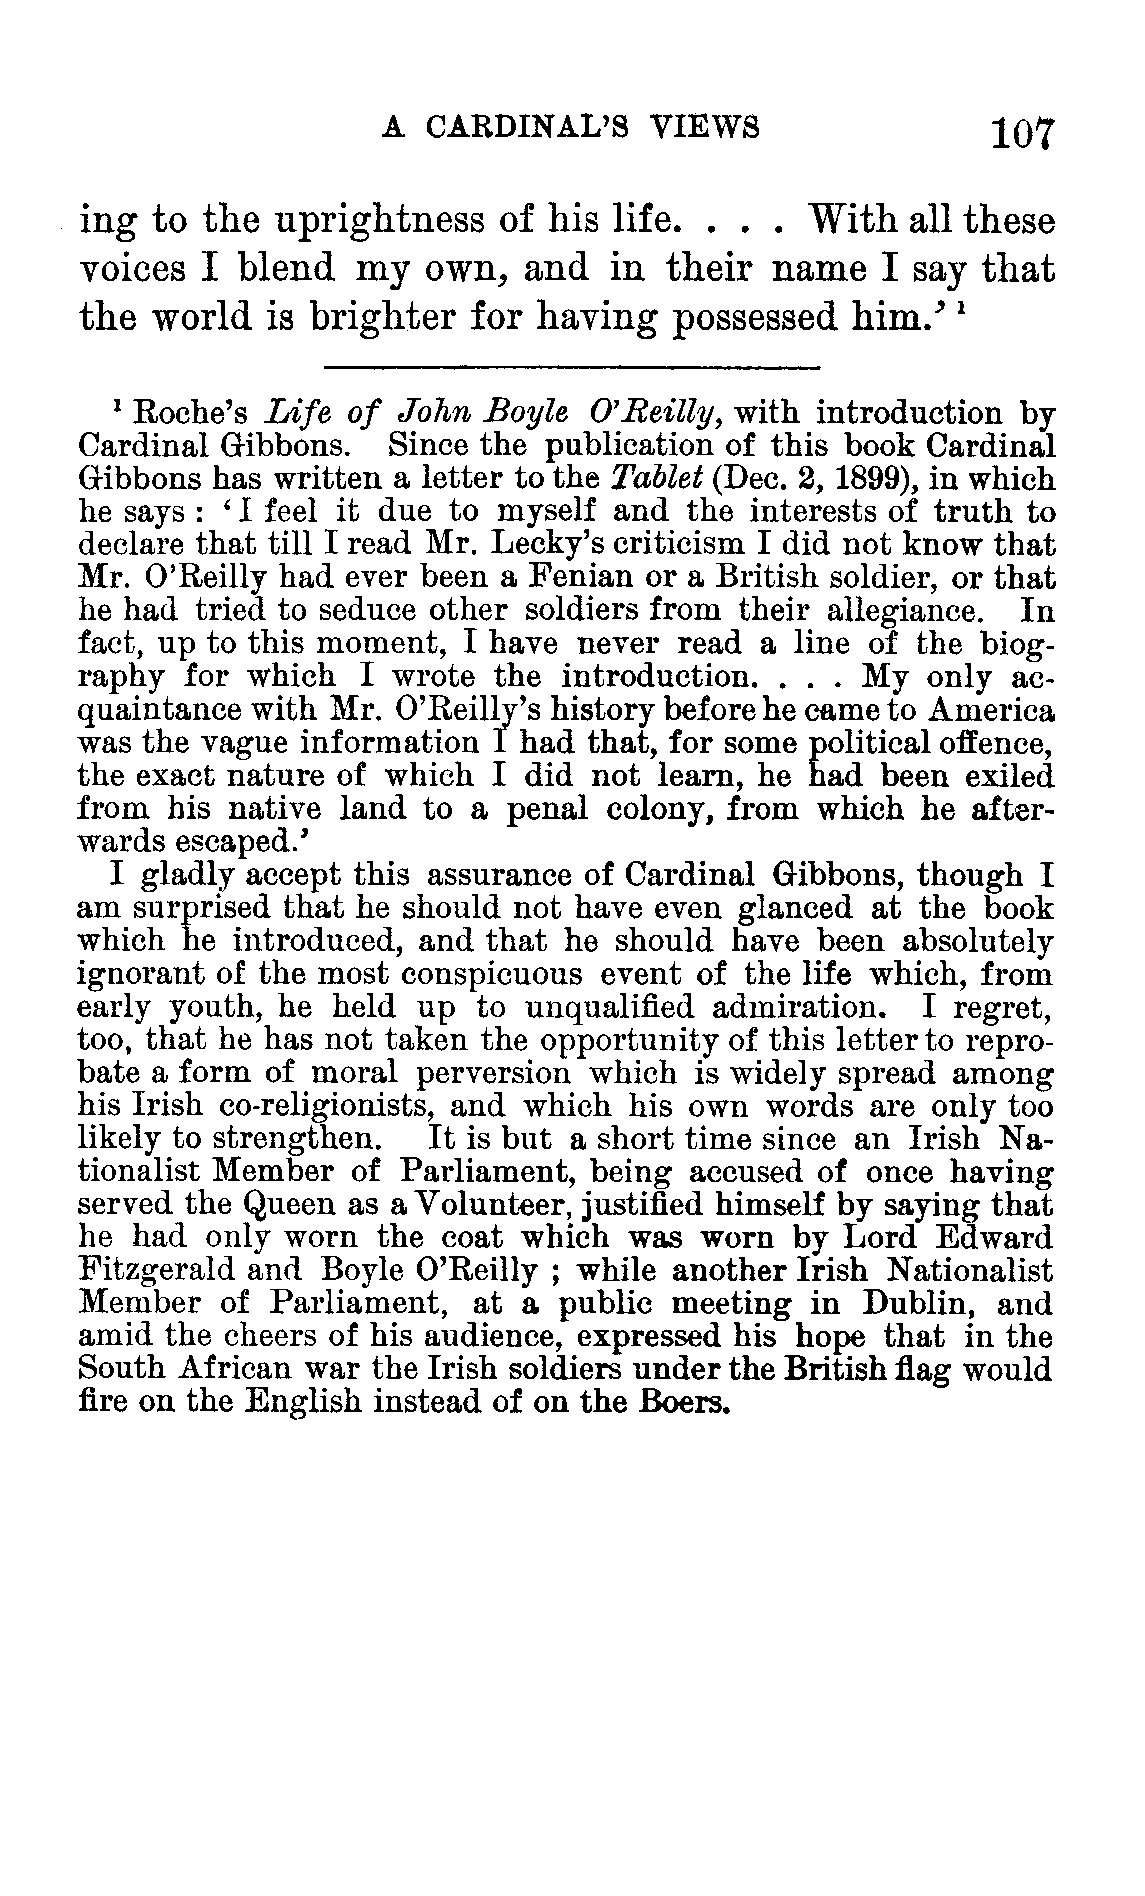 A CARDINAL'S VIEWS 107
ing to the uprightness of his life. . . . . With all these
voices I blend my own, and in their name I say that
the world is brighter for having possessed him.' ¹
¹ Roche's Life of John Boyle O'Reilly, with introduction by
Cardinal Gibbons. Since the publication of this book Cardinal
Gibbons has written a letter to the Tablet (Dec. 2, 1899), in which
he says : ' I feel it due to myself and the interests of truth to
declare that till I read Mr. Lecky's criticism I did not know that
Mr. O'Reilly had ever been a Fenian or a British soldier, or that
he had tried to seduce other soldiers from their allegiance. In
fact, up to this moment, I have never read a line of the biog-
raphy for which I wrote the introduction. . . . My only ac-
quaintance with Mr. O'Reilly's history before he came to America
was the vague information I had that, for some political offence,
the exact nature of which I did not learn, he had been exiled
from his native land to a penal colony, from which he after-
wards escaped.'
I gladly accept this assurance of Cardinal Gibbons, though I
am surprised that he should not have even glanced at the book
which he introduced, and that he should have been absolutely
ignorant of the most conspicuous event of the life which, from
early youth, he held up to unqualified admiration. I regret,
too, that he has not taken the opportunity of this letter to repro-
bate a form of moral perversion which is widely spread among
his Irish co-religionists, and which his own words are only too
likely to strengthen. It is but a short time since an Irish Na-
tionalist Member of Parliament, being accused of once having
served the Queen as a Volunteer, justified himself by saying that
he had only worn the coat which was worn by Lord Edward
Fitzgerald and Boyle O'Reilly ; while another Irish Nationalist
Member of Parliament, at a public meeting in Dublin, and
amid the cheers of his audience, expressed his hope that in the
South African war the Irish soldiers under the British flag would
fire on the English instead of on the Boers.